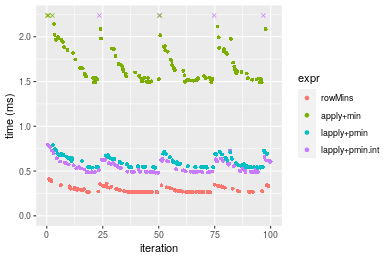 2.0
1.5
1.0
0.5
0.0
time (ms)
0
25
50
75
100
iteration
expr
rowMins
apply+min
lapply+pmin
lapply+pmin.int